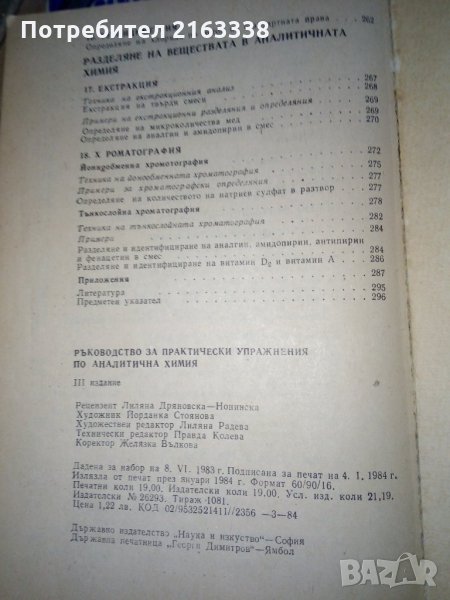 Потребител 2163338
262
РАЗДЕЛЯНЕ НА ВЕЩЕСТВАТА В АНАЛИТИЧНАТА
ХИМИЯ
17. ЕКСТРАКЦИЯ 267
Техника на екстракционния анализ 268
Екстракция на твърди смеси
Примери на екстракционни разделяния и определяния 269
Определяне на микроколичества мед 269
Определяне на аналгин и амидопирин в смес 270
18. Х РОМАТОГРАФИЯ
Йонообменна хроматография 272
Техника на йонообменната хроматография 275
Примери за хроматографски определяния 277
Определяне на количеството на натриев сулфат в разтвор 277
Тънкослойна хроматография 278
Техника на тънкослойната хроматография 282
Примери 284
Разделяне и идентифициране на аналгин, амидопирин, антипирин
и фенацетин в смес 284
Разделяне и идентифициране на витамин D₂ и витамин А 286
Приложения 287
Литература 295
Предметен указател 296
РЪКОВОДСТВО ЗА ПРАКТИЧЕСКИ УПРАЖНЕНИЯ
ПО АНАЛИТИЧНА ХИМИЯ
III издание
Рецензент Лиляна Дряновска—Нонинска
Художник Йорданка Стоянова
Художествен редактор Лиляна Радева
Технически редактор Правда Колева
Коректор Желязка Вълкова
Дадена за набор на 8. VI. 1983 г. Подписана за печат на 4. 1. 1984 г.
Излязла от печат през януари 1984 г. Формат 60/90/16.
Печатни коли 19.00. Издателски коли 19.00. Усл. изд. коли 21,19.
Издателски № 26293. Тираж 1081.
Цена 1,22 лв. КОД 02/9532521411//2356 —3—84
Държавно издателство „Наука и изкуство"—София
Държавна печатница „Георги Димитров"—Ямбол
bazar.bg